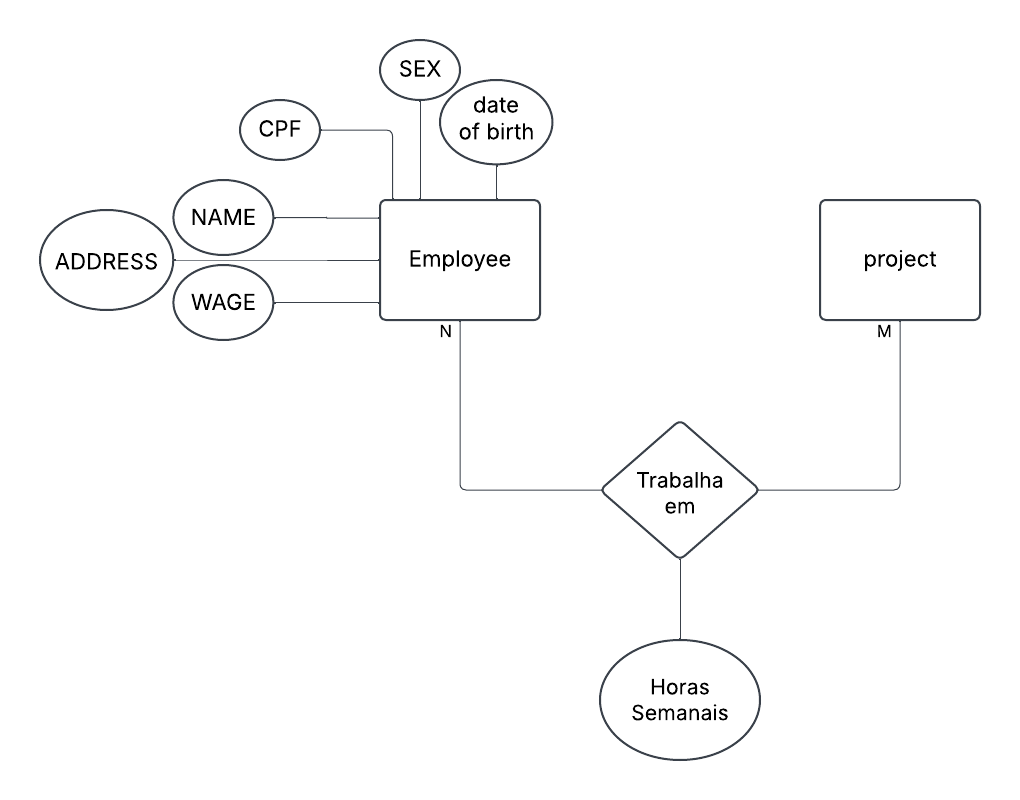 SEX
date
of birth
CPF
NAME
ADDRESS
WAGE
Employee
project
N
M
Trabalha
em
Horas
Semanais